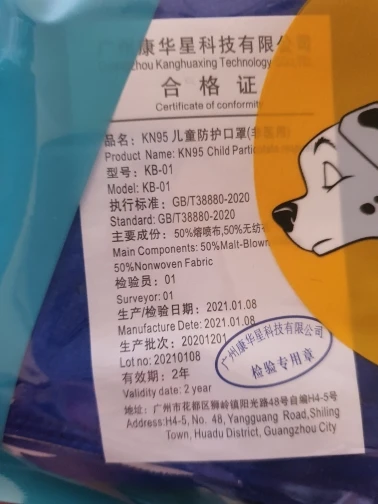 广州康华星科技有限公
zhou Kanghuaxing Technology
合格证
Certificate of conformity
品名：KN95 儿童防护口罩
Product Name: KN95 Child
型号：KB-01
Model: KB-01
执行标准：GB/T38880-2020
Standard: GB/T38880-2020
主要成份：50%熔喷布,50%无纺
Main Components: 50%Malt-Blown
50%Nonwoven Fabric
检验员：01
Surveyor: 01
生产/检验日期：2021.01.08
Manufacture Dete: 2021.01.08
生产批次：20201201
Lot no: 20210108
有效期：2年
Validity date: 2 year
广州康华星科技有限公司
检验专用章
地址：广州市花都区狮岭镇阳光路48号自编H4-5号
Address:H4-5, No. 48, Yangguang Road,Shiling
Town, Huadu District, Guangzhou City